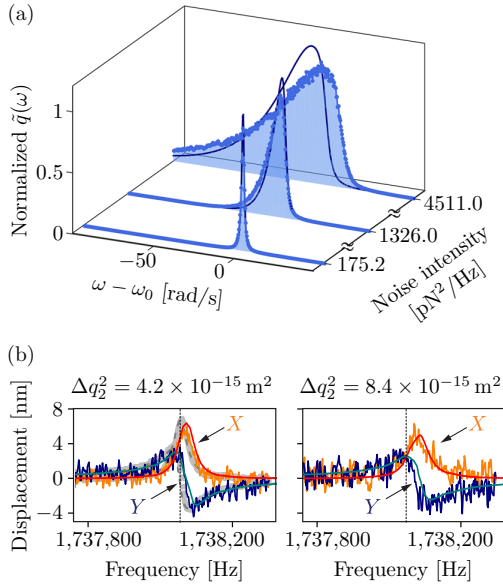 (a)
Normalized q̃(ω)
1
0.5
0
−50
0
ω − ω₀ [rad/s]
4511.0
1326.0
175.2
Noise intensity
[pN²/Hz]
(b)
Δq₂² = 4.2 × 10⁻¹⁵ m²
Δq₂² = 8.4 × 10⁻¹⁵ m²
Displacement [nm]
8
4
0
−4
X
Y
X
Y
1,737,800
1,738,200
1,737,800
1,738,200
Frequency [Hz]
Frequency [Hz]